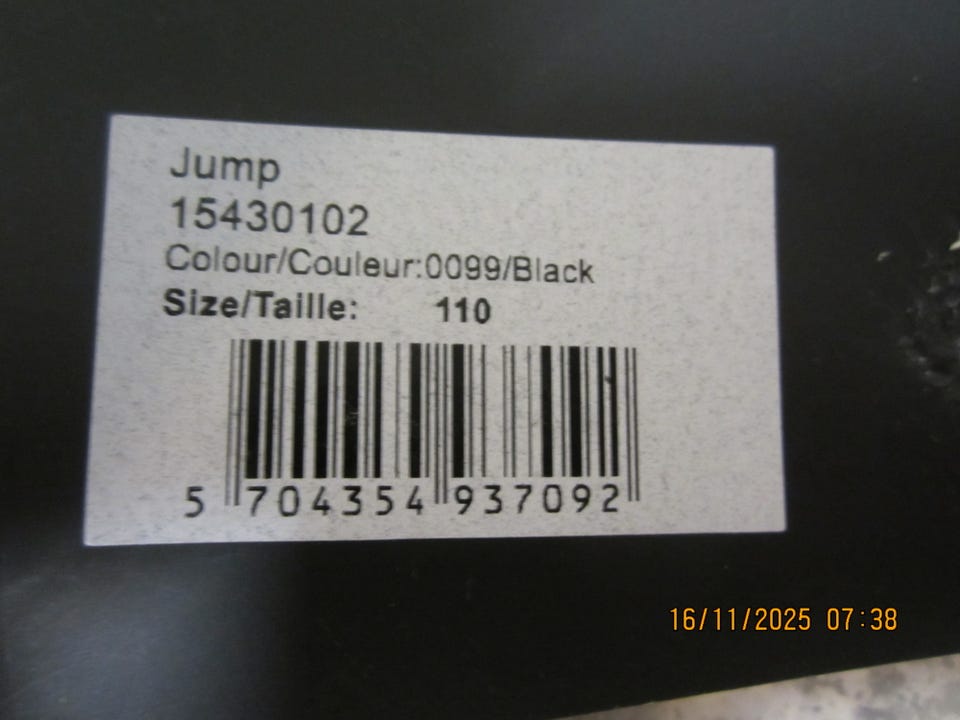 Jump
15430102
Colour/Couleur:0099/Black
Size/Taille: 110
5 704354 937092
16/11/2025 07:38